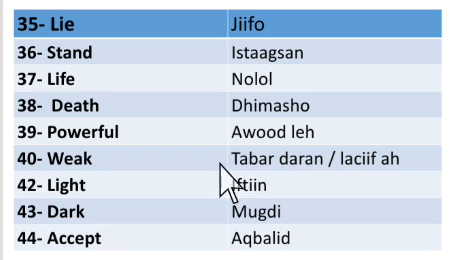 35- Lie Jiifo
36- Stand Istaagsan
37- Life Nolol
38- Death Dhimasho
39- Powerful Awood leh
40- Weak Tabar daran / laciif ah
42- Light
43- Dark Mugdi
44- Accept Aqbalid